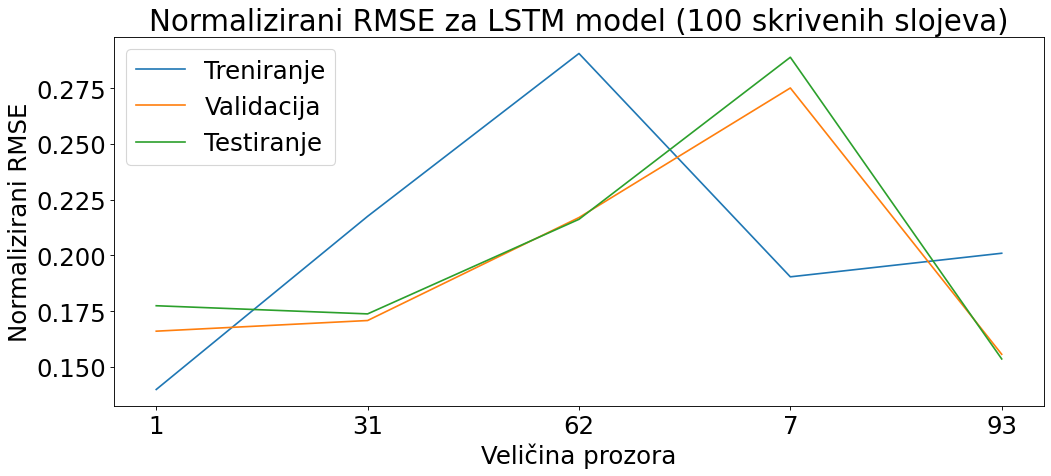 Normalizirani RMSE za LSTM model (100 skrivenih slojeva)
Treniranje
Validacija
Testiranje
Normalizirani RMSE
0.275
0.250
0.225
0.200
0.175
0.150
1 31 62 7 93
Veličina prozora